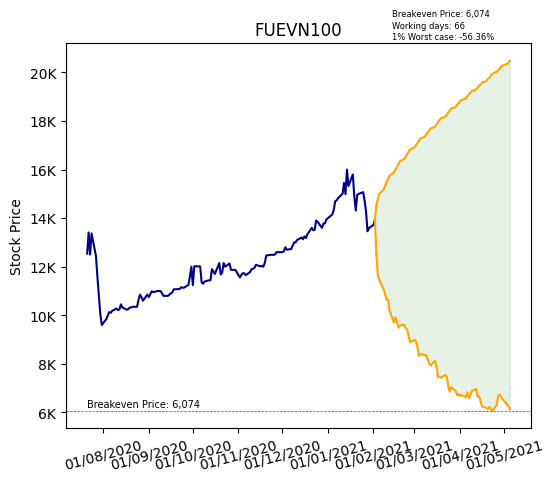 Breakeven Price: 6,074
Working days: 66
1% Worst case: -56.36%
FUEVN100
Stock Price
20K
18K
16K
14K
12K
10K
8K
6K
Breakeven Price: 6,074
01/08/2020
01/09/2020
01/10/2020
01/11/2020
01/12/2020
01/01/2021
01/02/2021
01/03/2021
01/04/2021
01/05/2021